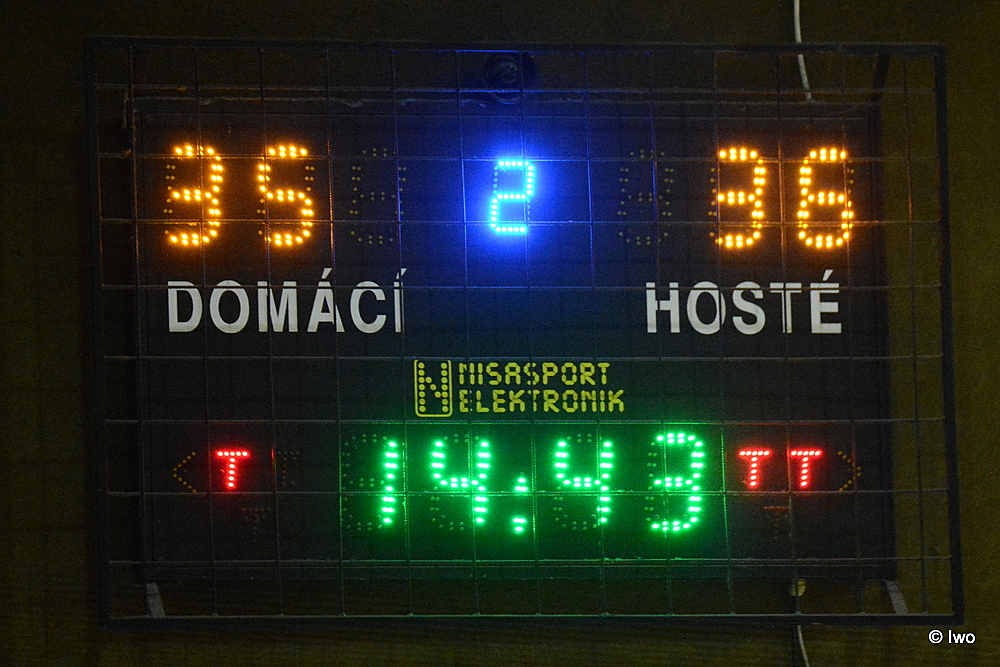 35 2 36
DOMÁCÍ HOSTÉ
NISASPORT
ELEKTRONIK
T 14:43 TT
© Iwo